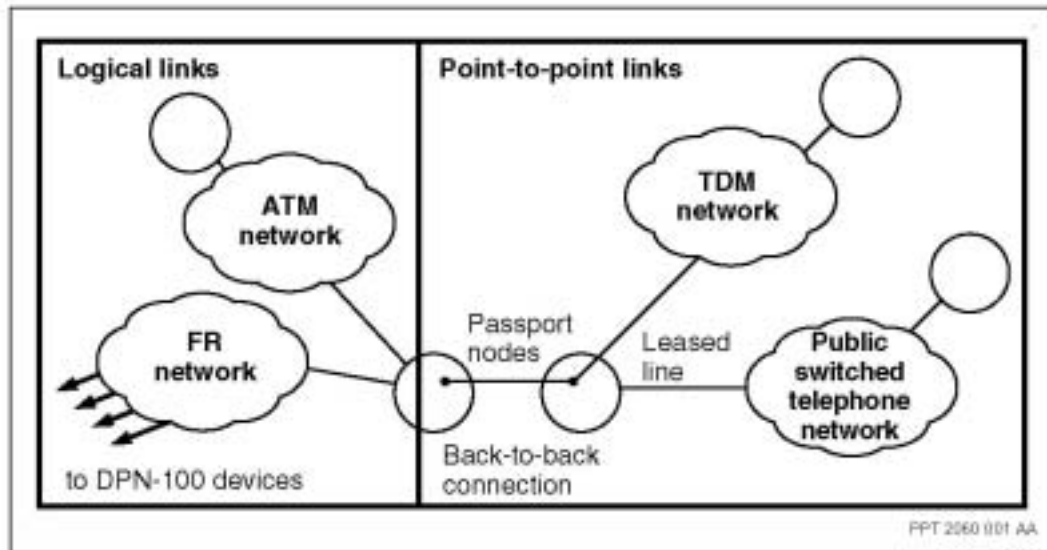 Logical links
Point-to-point links
TDM
network
ATM
network
FR
network
Passport
nodes
Leased
line
Public
switched
telephone
network
Back-to-back
connection
to DPN-100 devices
PPT 2060 001 AA